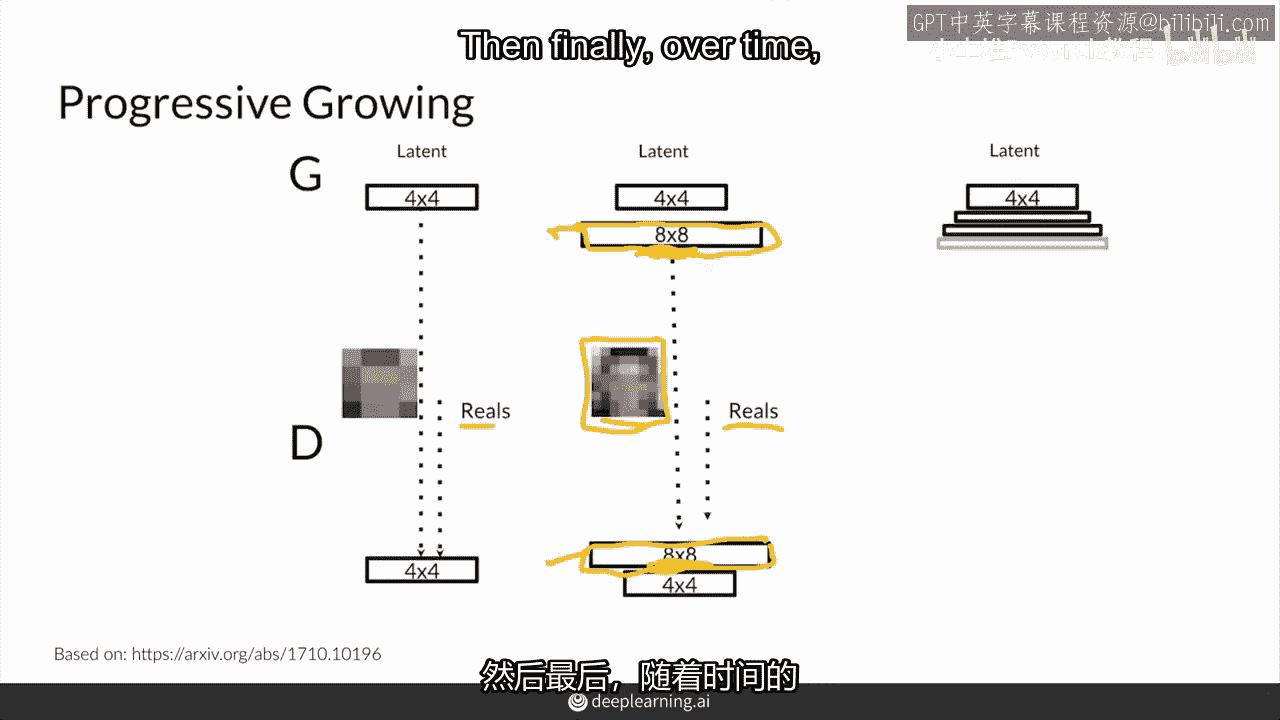 GPT中英字幕课程资源@bilibili.com
Then finally, over time,
Progressive Growing
G
Latent
4x4
Latent
4x4
8x8
Latent
4x4
Reals
Reals
D
4x4
8x8
4x4
Based on: https://arxiv.org/abs/1710.10196
然后最后，随着时间的
deeplearning.ai